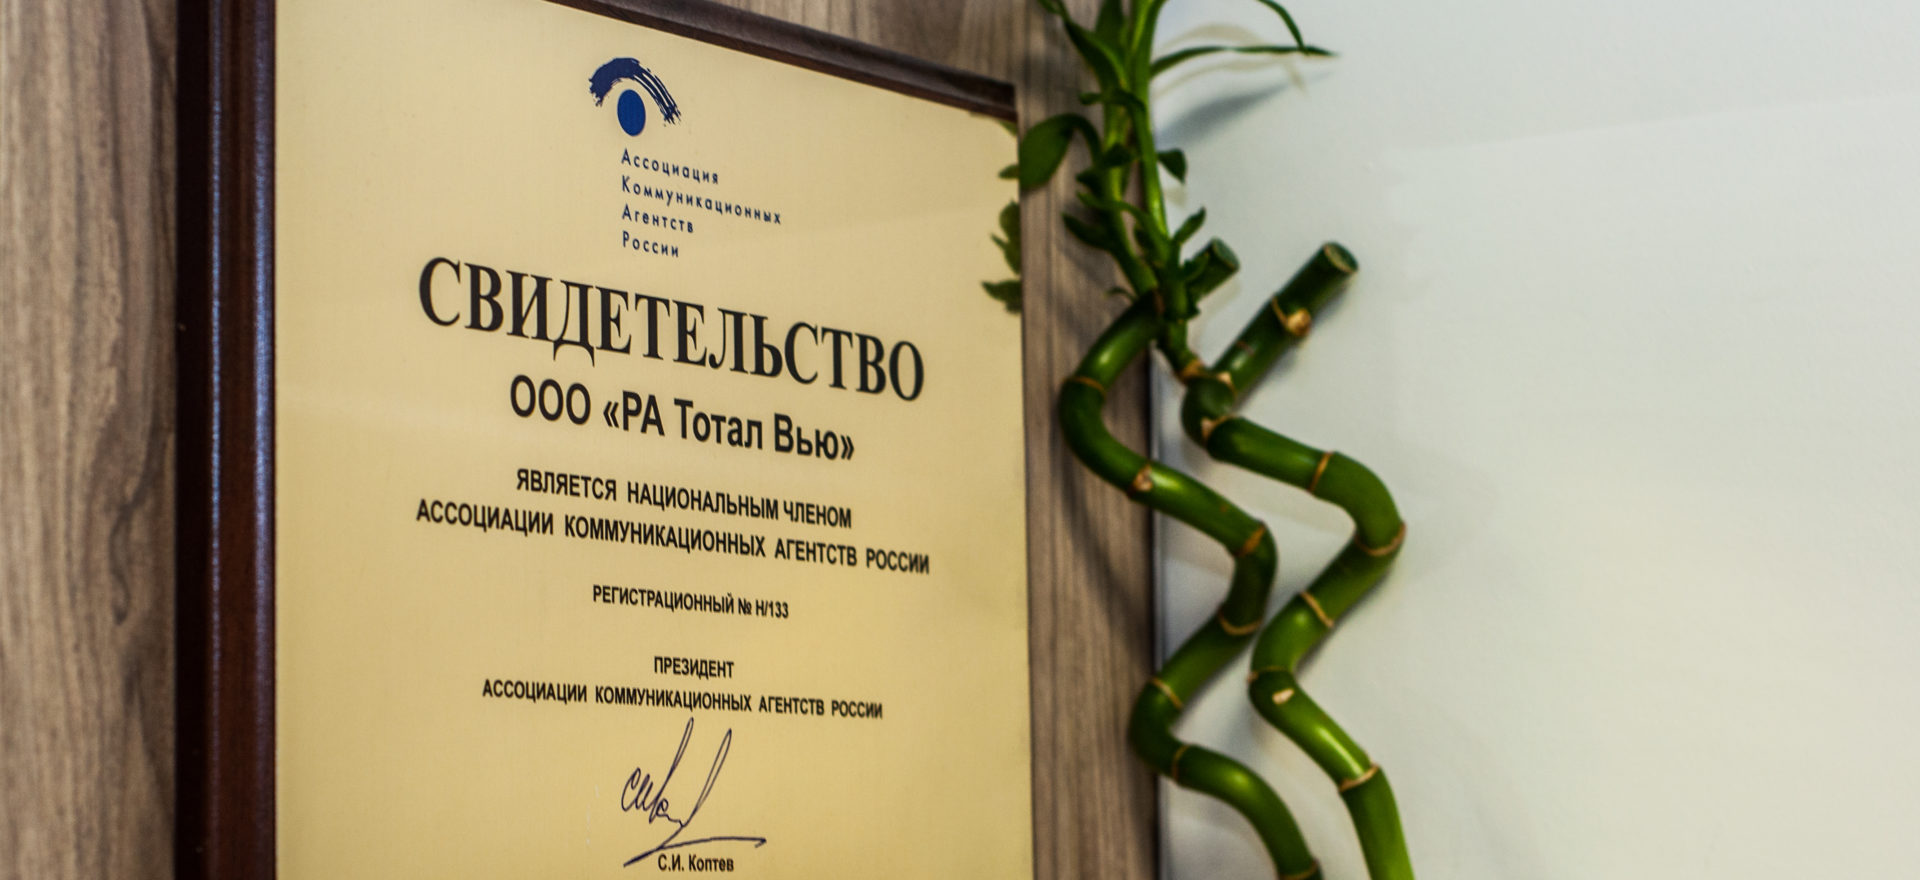 Ассоциация
Коммуникационных
Агентств
России
СВИДЕТЕЛЬСТВО
ООО «РА Тотал Вью»
ЯВЛЯЕТСЯ НАЦИОНАЛЬНЫМ ЧЛЕНОМ
АССОЦИАЦИИ КОММУНИКАЦИОННЫХ АГЕНТСТВ РОССИИ
РЕГИСТРАЦИОННЫЙ № Н/133
ПРЕЗИДЕНТ
АССОЦИАЦИИ КОММУНИКАЦИОННЫХ АГЕНТСТВ РОССИИ
С.И. Коптев